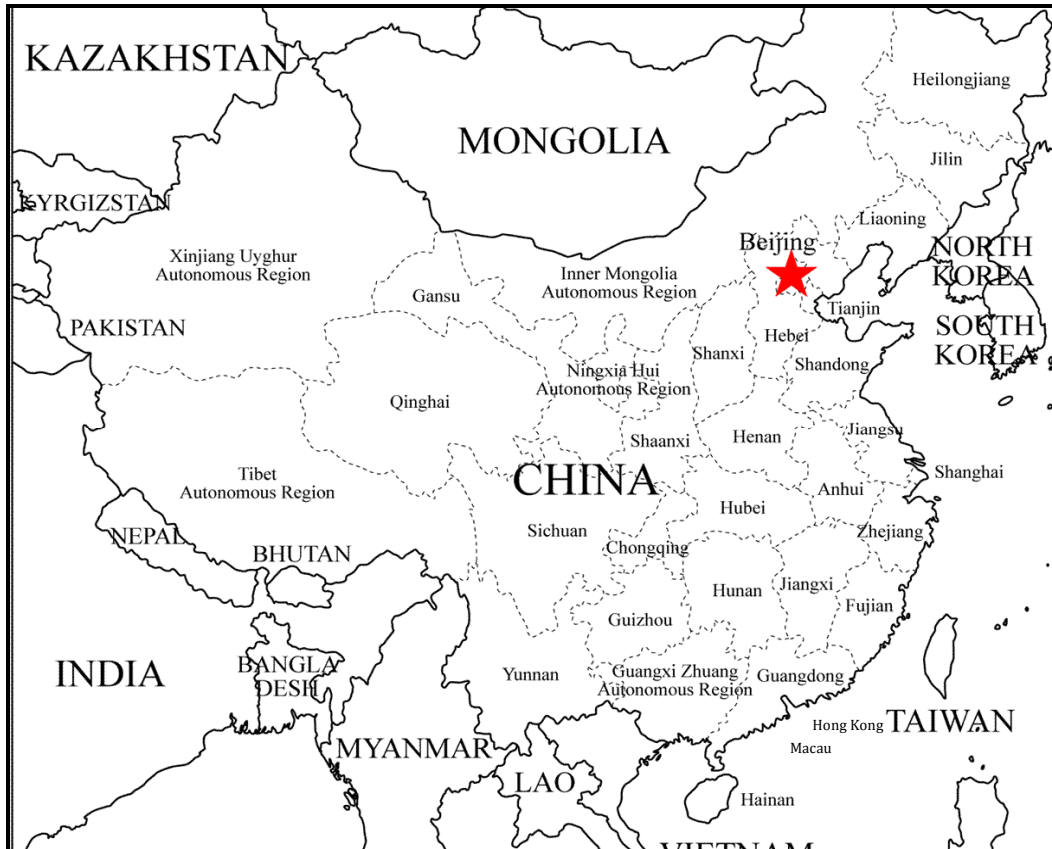 KAZAKHSTAN
Heilongjiang
MONGOLIA
Jilin
KYRGIZSTAN
Liaoning
Beijing
NORTH
KOREA
Xinjiang Uyghur
Autonomous Region
Inner Mongolia
Autonomous Region
Gansu
Tianjin
PAKISTAN
SOUTH
KOREA
Hebei
Shanxi
Shandong
Ningxia Hui
Autonomous Region
Qinghai
Jiangsu
Shaanxi
Henan
Shanghai
Tibet
Autonomous Region
CHINA
Anhui
Hubei
Sichuan
Zhejiang
NEPAL
Chongqing
BHUTAN
Hunan
Jiangxi
Fujian
Guizhou
INDIA
BANGLA
DESH
Yunnan
Guangxi Zhuang
Autonomous Region
Guangdong
TAIWAN
Hong Kong
MYANMAR
Macau
LAO
Hainan
VIETNAM